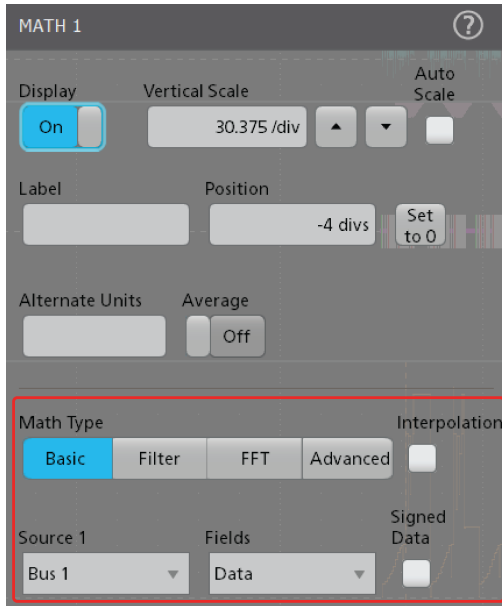 MATH 1 ?
Display Vertical Scale Auto Scale
On 30.375 /div
Label Position
-4 divs Set to 0
Alternate Units Average
Off
Math Type Interpolation
Basic Filter FFT Advanced
Source 1 Fields Signed Data
Bus 1 Data